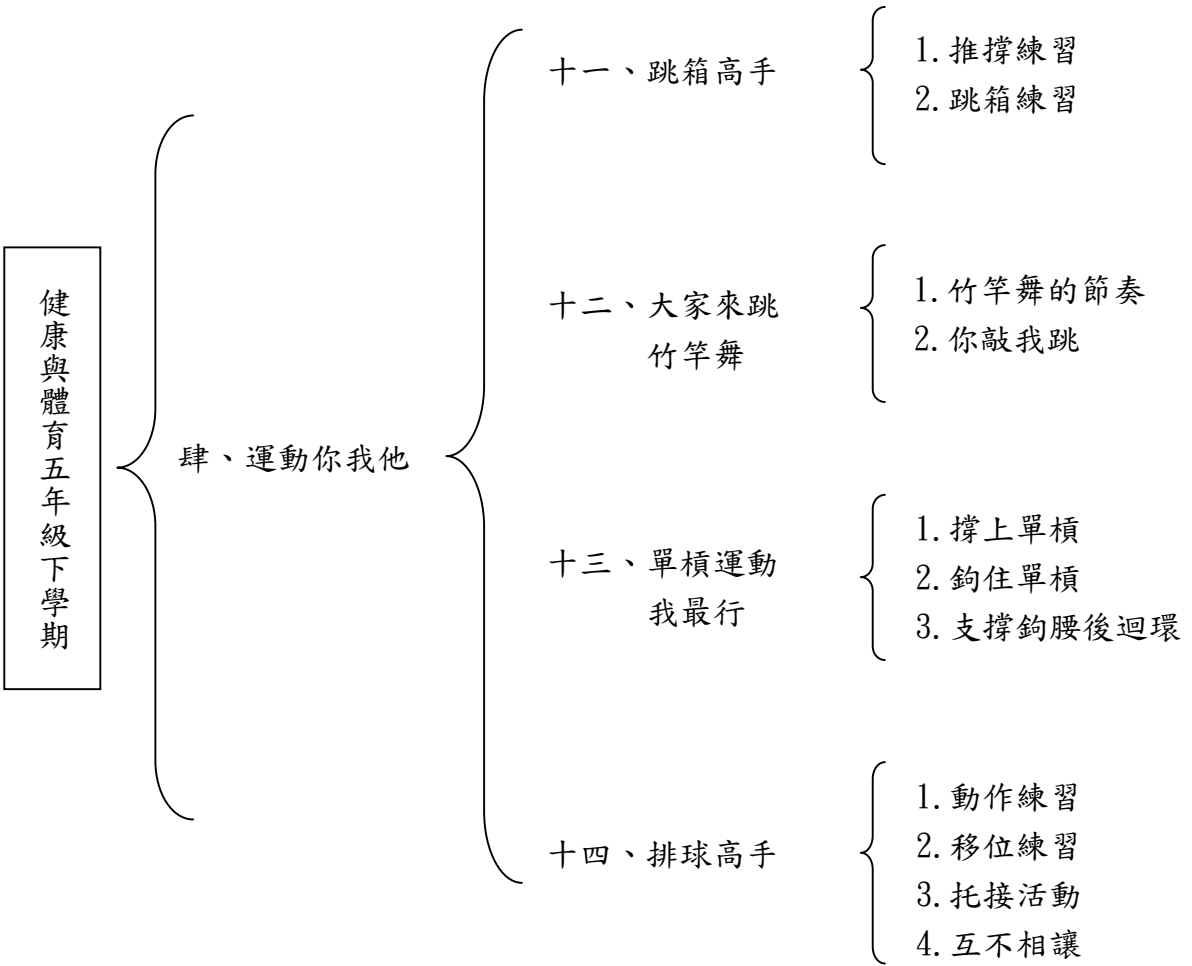 健康與體育五年級下學期
肆、運動你我他
十一、跳箱高手
1.推撐練習
2.跳箱練習
十二、大家來跳
竹竿舞
1.竹竿舞的節奏
2.你敲我跳
十三、單槓運動
我最行
1.撐上單槓
2.鉤住單槓
3.支撐鉤腰後迴環
十四、排球高手
1.動作練習
2.移位練習
3.托接活動
4.互不相讓